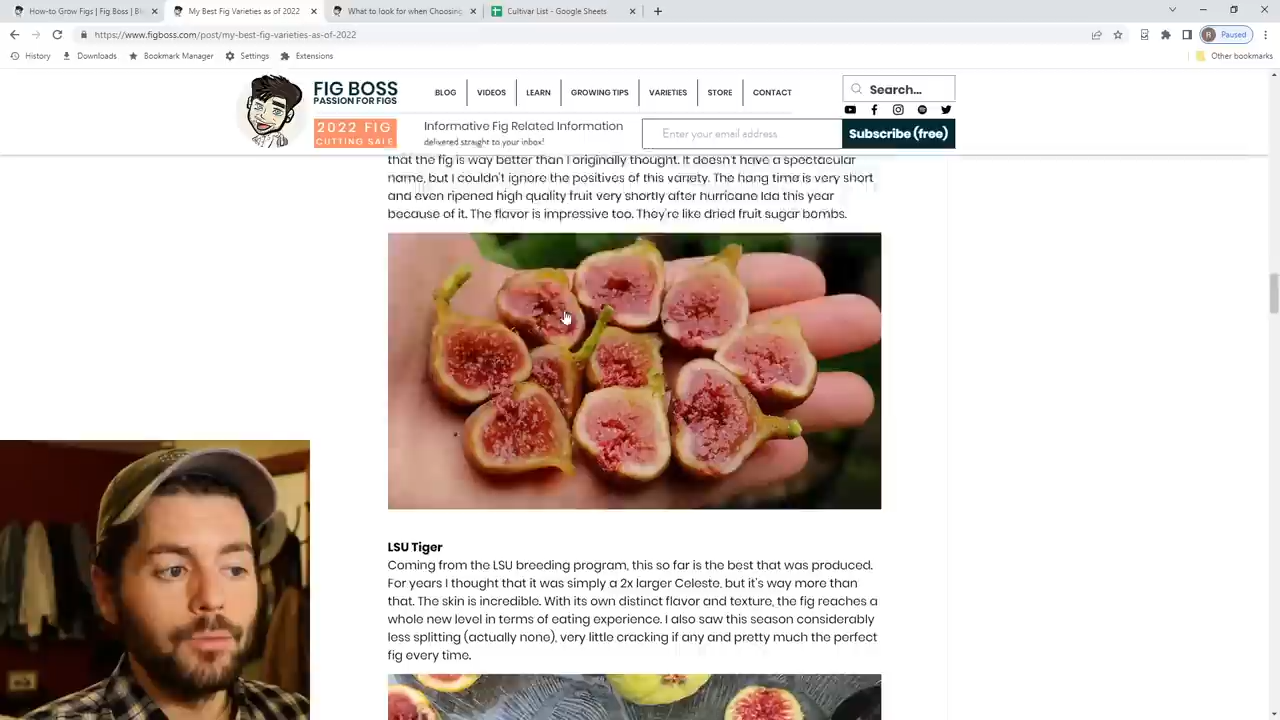 How-to Grow Figs | Fig Boss | Ble
My Best Fig Varieties as of 2022
What to look for when Choosing
Cultivar List - Google Sheets
https://www.figboss.com/post/my-best-fig-varieties-as-of-2022
R Paused
History Downloads Bookmark Manager Settings Extensions Other bookmarks
FIG BOSS
PASSION FOR FIGS
BLOG VIDEOS LEARN GROWING TIPS VARIETIES STORE CONTACT
Search...
2022 FIG
CUTTING SALE
Informative Fig Related Information
delivered straight to your inbox!
Enter your email address
Subscribe (free)
that the fig is way better than I originally thought. It doesn't have a spectacular
name, but I couldn't ignore the positives of this variety. The hang time is very short
and even ripened high quality fruit very shortly after hurricane Ida this year
because of it. The flavor is impressive too. They're like dried fruit sugar bombs.
LSU Tiger
Coming from the LSU breeding program, this so far is the best that was produced.
For years I thought that it was simply a 2x larger Celeste, but it's way more than
that. The skin is incredible. With its own distinct flavor and texture, the fig reaches a
whole new level in terms of eating experience. I also saw this season considerably
less splitting (actually none), very little cracking if any and pretty much the perfect
fig every time.